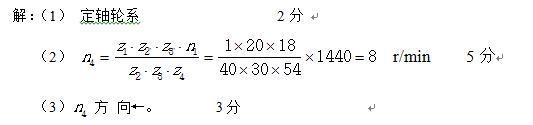 解：（1） 定轴轮系 2分
（2） n₄ = (z₁·z₂·z₃·n₁)/(z₂·z₃·z₄) = (1×20×18)/(40×30×54) ×1440 = 8 r/min 5分
（3）n₄ 方 向←。 3分